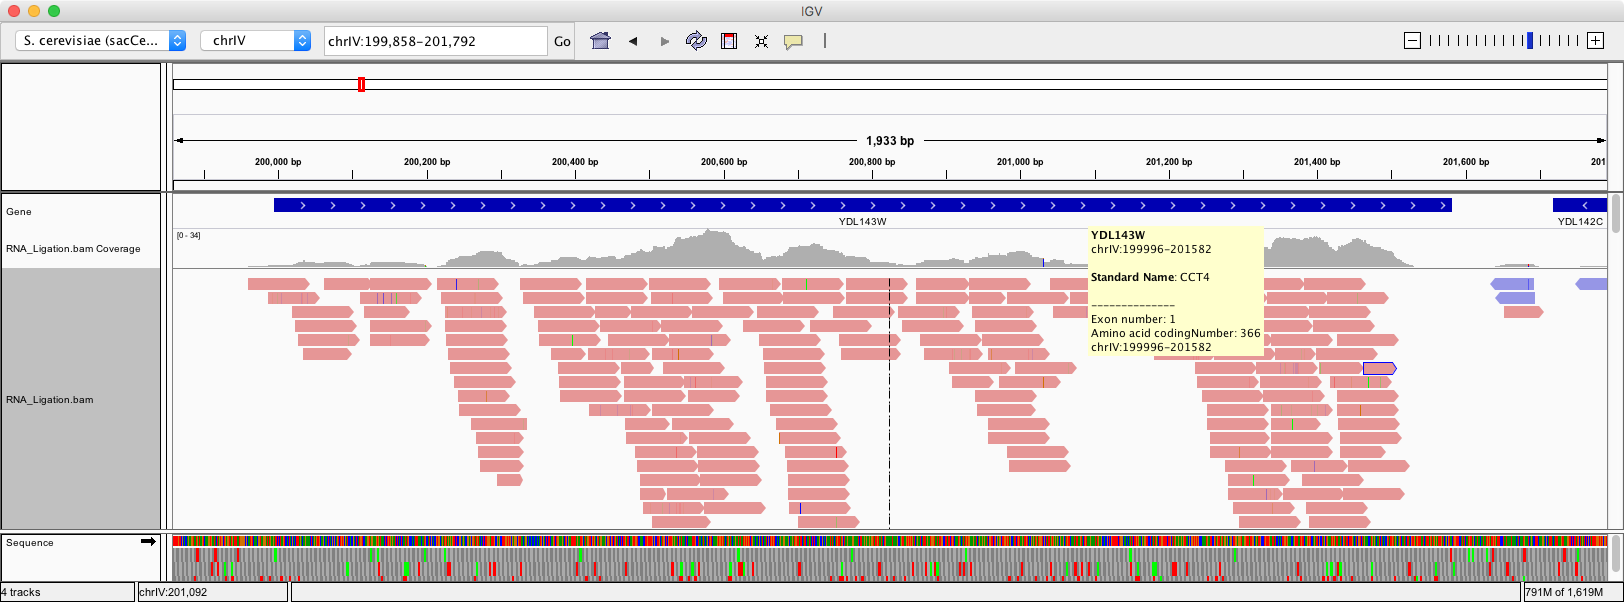 IGV
S. cerevisiae (sacCe...
chrIV
chrIV:199,858-201,792
Go
1,933 bp
200,000 bp
200,200 bp
200,400 bp
200,600 bp
200,800 bp
201,000 bp
201,200 bp
201,400 bp
201,600 bp
201
Gene
YDL143W
YDL142C
RNA_Ligation.bam Coverage
[0 - 34]
YDL143W
chrIV:199996-201582
Standard Name: CCT4
--------------
Exon number: 1
Amino acid codingNumber: 366
chrIV:199996-201582
RNA_Ligation.bam
Sequence
4 tracks
chrIV:201,092
791M of 1,619M